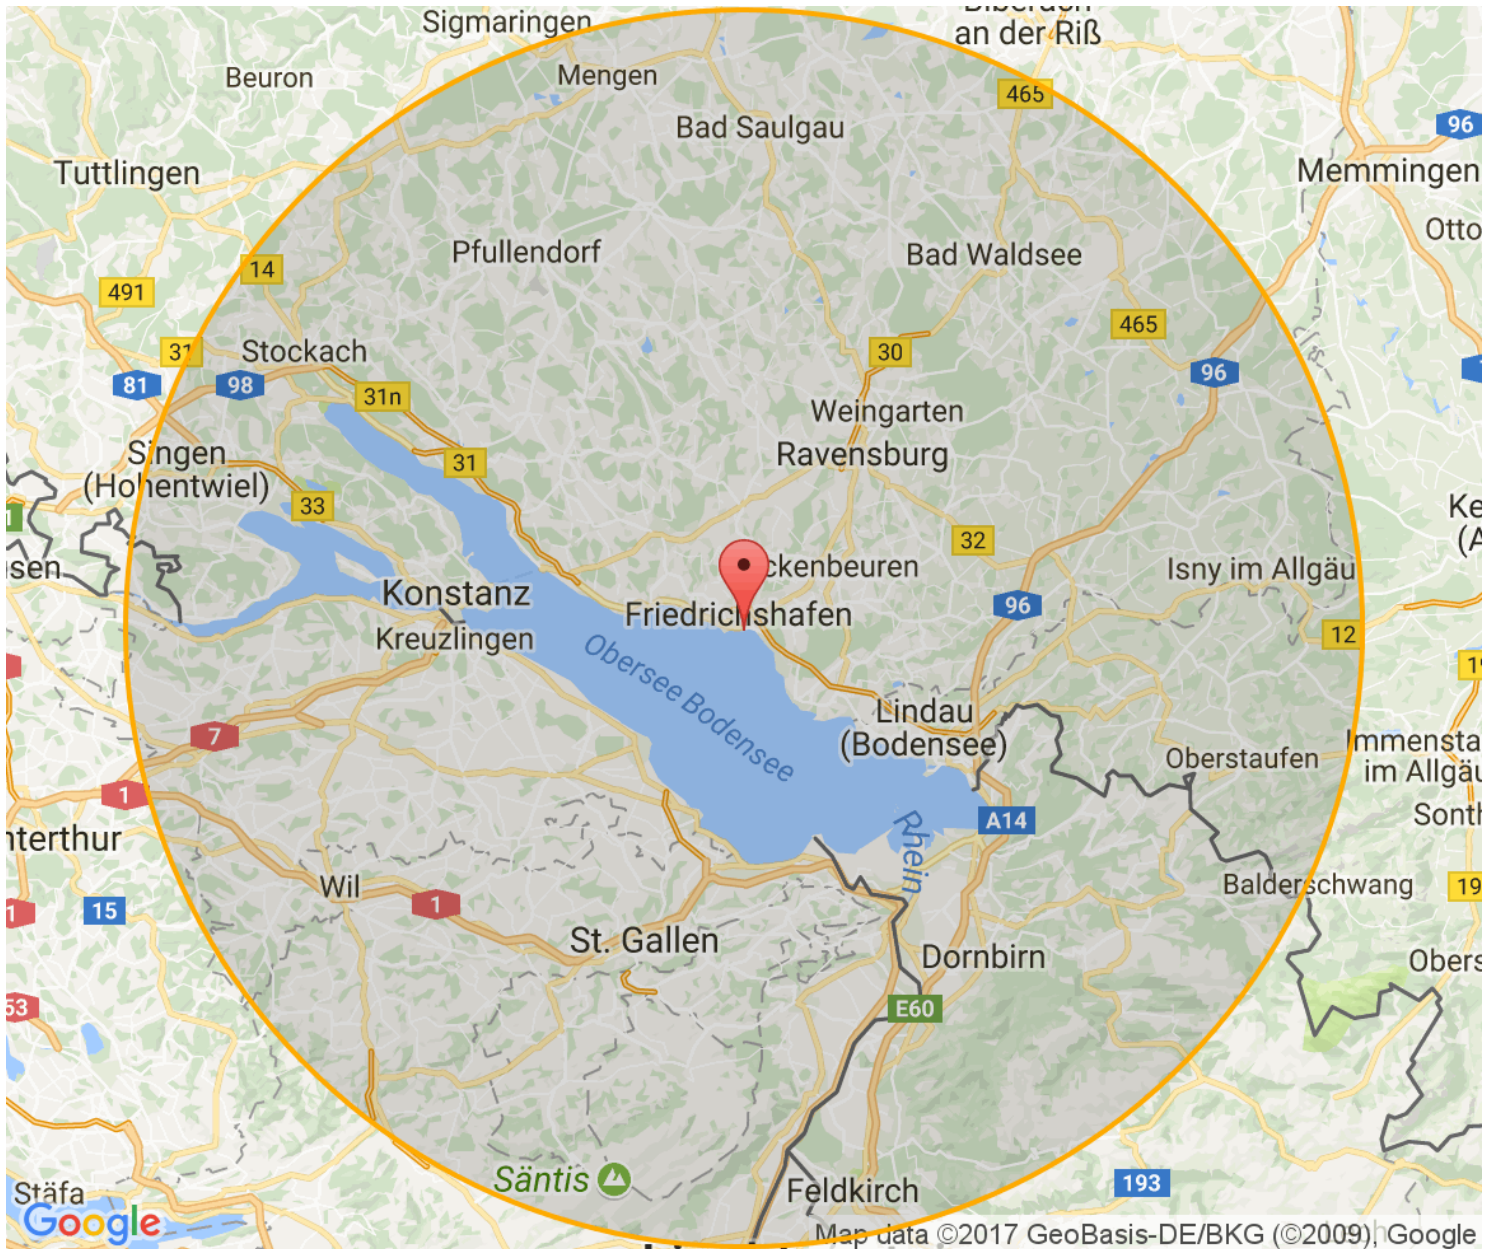 Sigmaringen
an der Riß
Beuron
Mengen
465
96
Bad Saulgau
Tuttlingen
Memmingen
Otto
Pfullendorf
Bad Waldsee
14
491
465
31
Stockach
30
81
98
96
31n
Weingarten
Singen
(Hohentwiel)
31
Ravensburg
33
32
Ke
(A
sen
ckenbeuren
Isny im Allgäu
Konstanz
96
Friedrichshafen
Kreuzlingen
12
Obersee Bodensee
Lindau
(Bodensee)
7
Immensta
im Allgäu
Oberstaufen
1
A14
Sont
nterthur
Rhein
Wil
1
Balderschwang
19
1
15
St. Gallen
Dornbirn
Obers
53
E60
Säntis
193
Stäfa
Feldkirch
Google
Map data ©2017 GeoBasis-DE/BKG (©2009), Google